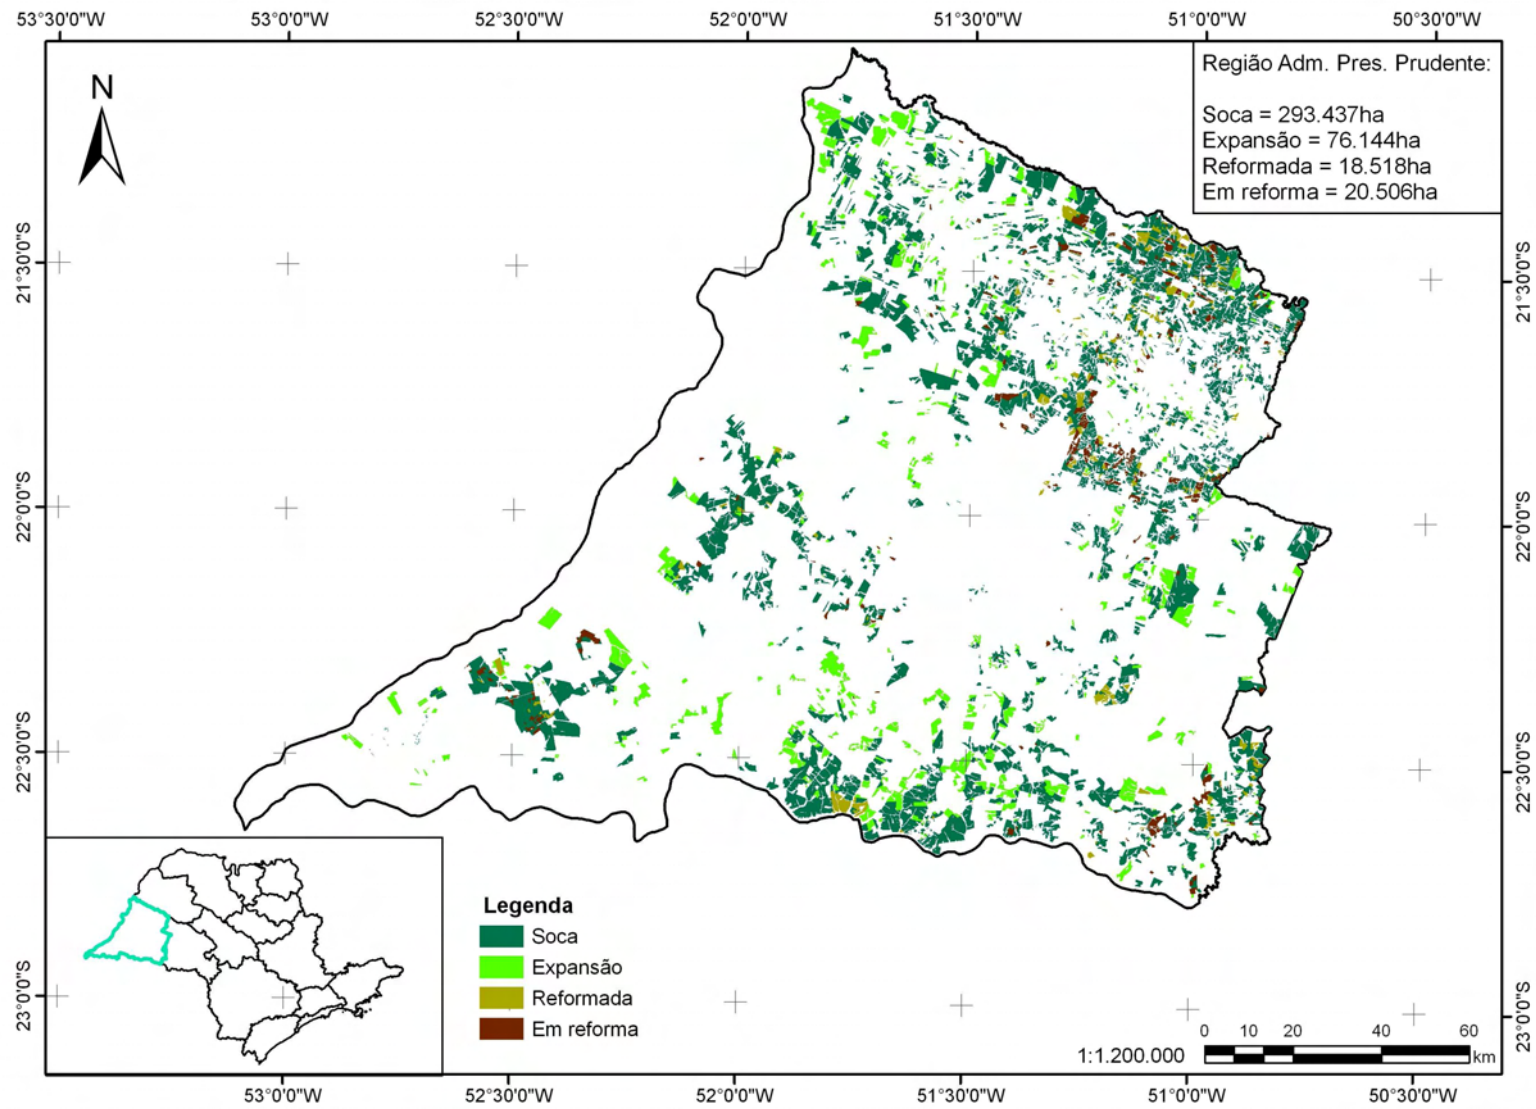 53°30'0"W 53°0'0"W 52°30'0"W 52°0'0"W 51°30'0"W 51°0'0"W 50°30'0"W
N
Região Adm. Pres. Prudente:
Soca = 293.437ha
Expansão = 76.144ha
Reformada = 18.518ha
Em reforma = 20.506ha
21°30'0"S
21°30'0"S
22°0'0"S
22°0'0"S
22°30'0"S
22°30'0"S
23°0'0"S
23°0'0"S
Legenda
Soca
Expansão
Reformada
Em reforma
0 10 20 40 60
1:1.200.000
km
53°0'0"W 52°30'0"W 52°0'0"W 51°30'0"W 51°0'0"W 50°30'0"W